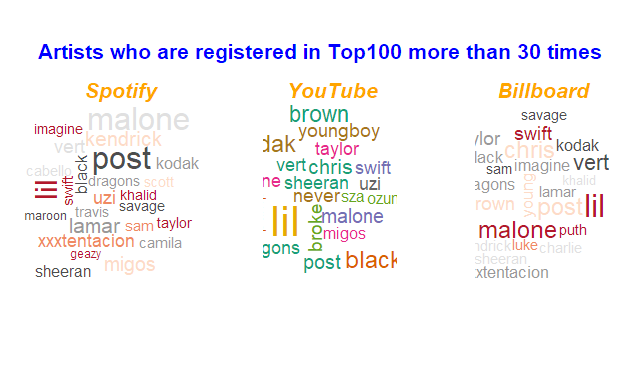 Artists who are registered in Top100 more than 30 times
Spotify
malone
imagine
kendrick
vert
black
post
kodak
cabello
lil
swift
dragons
scott
uzi
khalid
savage
maroon
travis
lamar
sam
taylor
xxxtentacion
camila
geazy
migos
sheeran
YouTube
brown
youngboy
dak
taylor
vert
chris
swift
ne
sheeran
uzi
never
sza
ozun
lil
broke
malone
migos
gons
post
black
Billboard
savage
ylor
swift
chris
kodak
lack
sam
imagine
vert
agons
young
khalid
lamar
rown
post
lil
malone
puth
ndrick
luke
charlie
sheeran
xtentacion